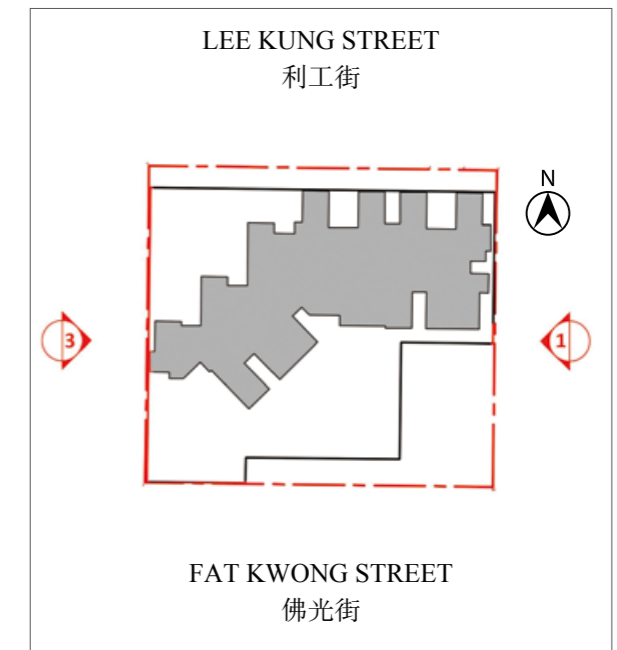 LEE KUNG STREET
利工街
N
3
1
FAT KWONG STREET
佛光街